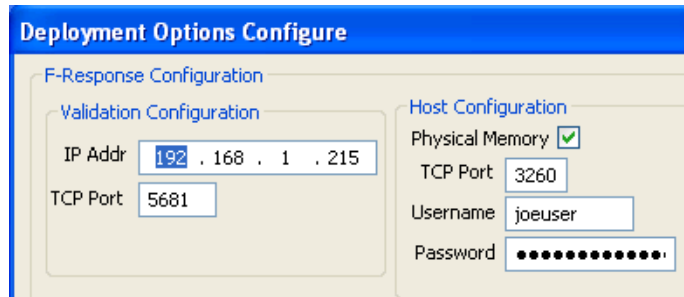 Deployment Options Configure
F-Response Configuration
Validation Configuration
IP Addr 192 . 168 . 1 . 215
TCP Port 5681
Host Configuration
Physical Memory
TCP Port 3260
Username joeuser
Password ●●●●●●●●●●●●●